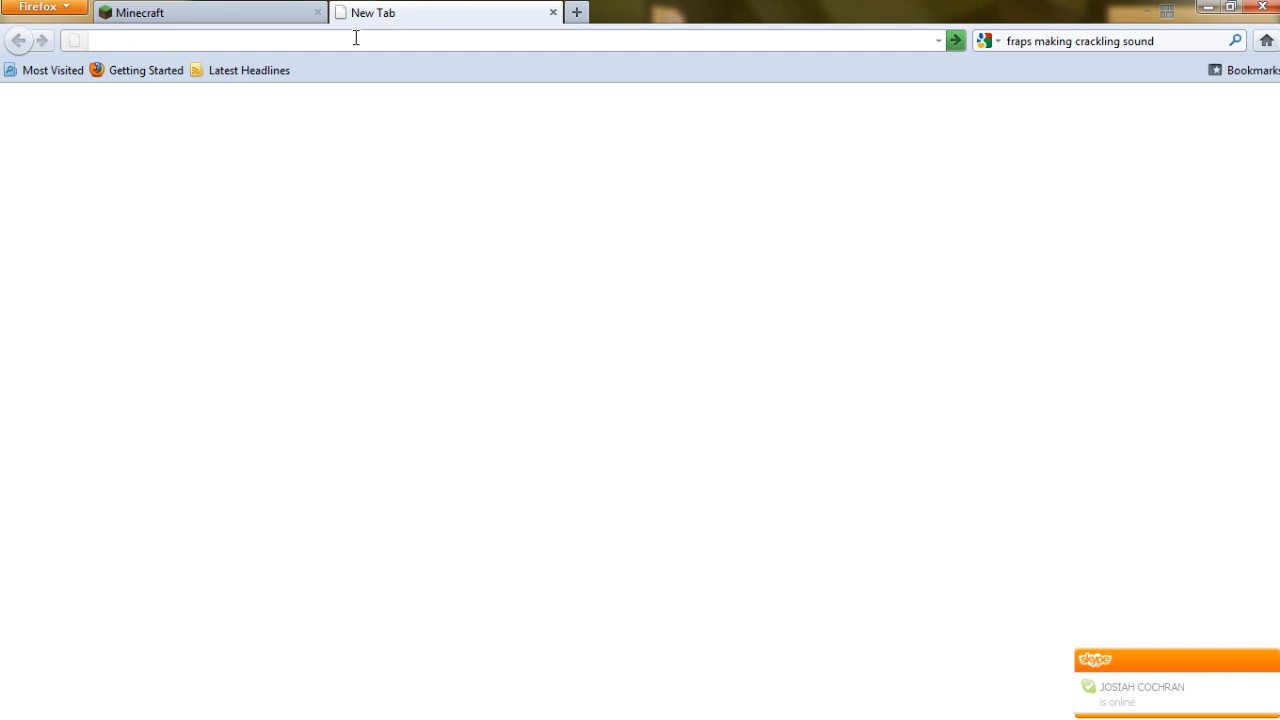 Firefox
Minecraft
New Tab
fraps making crackling sound
Most Visited
Getting Started
Latest Headlines
Bookmarks
skype
JOSIAH COCHRAN
is online